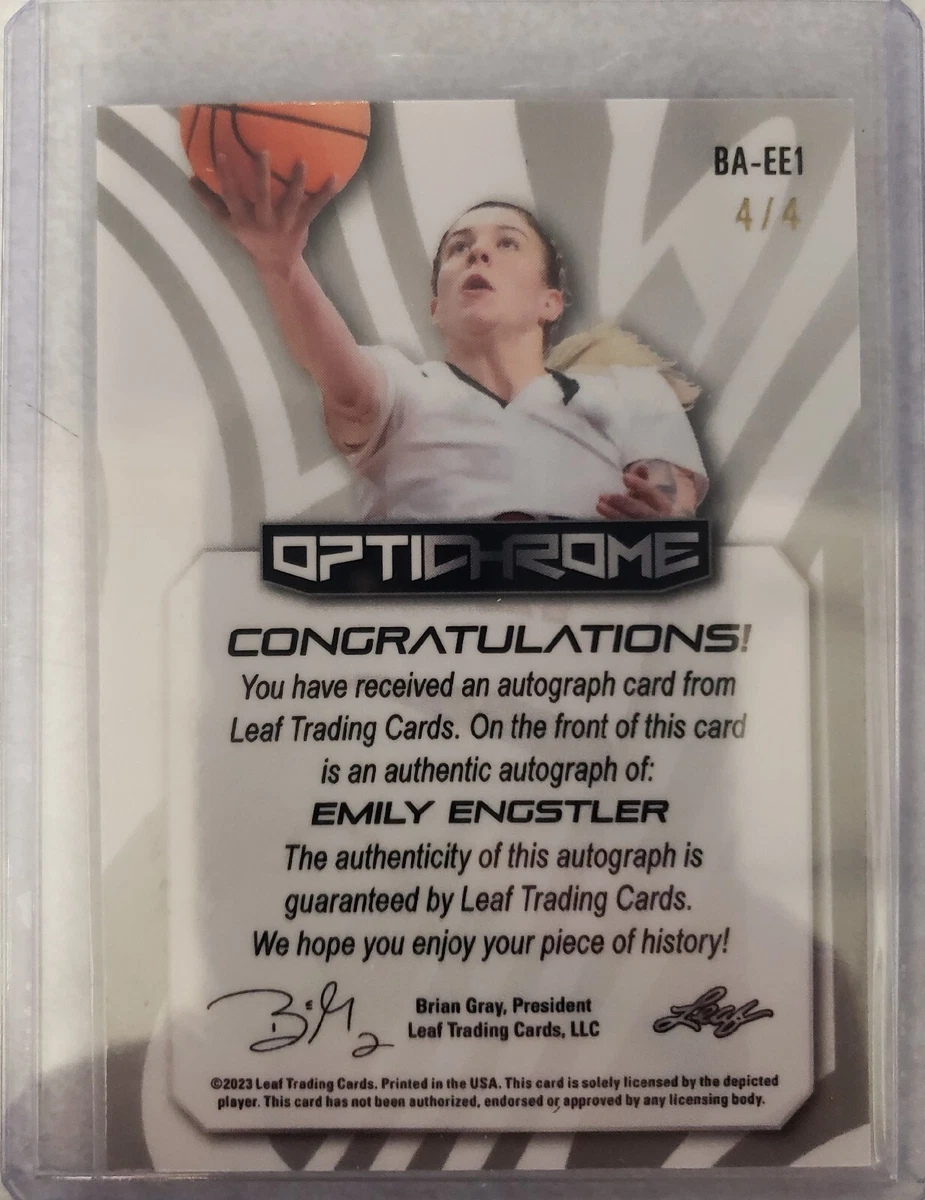 BA-EE1
4/4
OPTICHROME
CONGRATULATIONS!
You have received an autograph card from
Leaf Trading Cards. On the front of this card
is an authentic autograph of:
EMILY ENGSTLER
The authenticity of this autograph is
guaranteed by Leaf Trading Cards.
We hope you enjoy your piece of history!
Brian Gray, President
Leaf Trading Cards, LLC
Leaf
©2023 Leaf Trading Cards. Printed in the USA. This card is solely licensed by the depicted
player. This card has not been authorized, endorsed or approved by any licensing body.